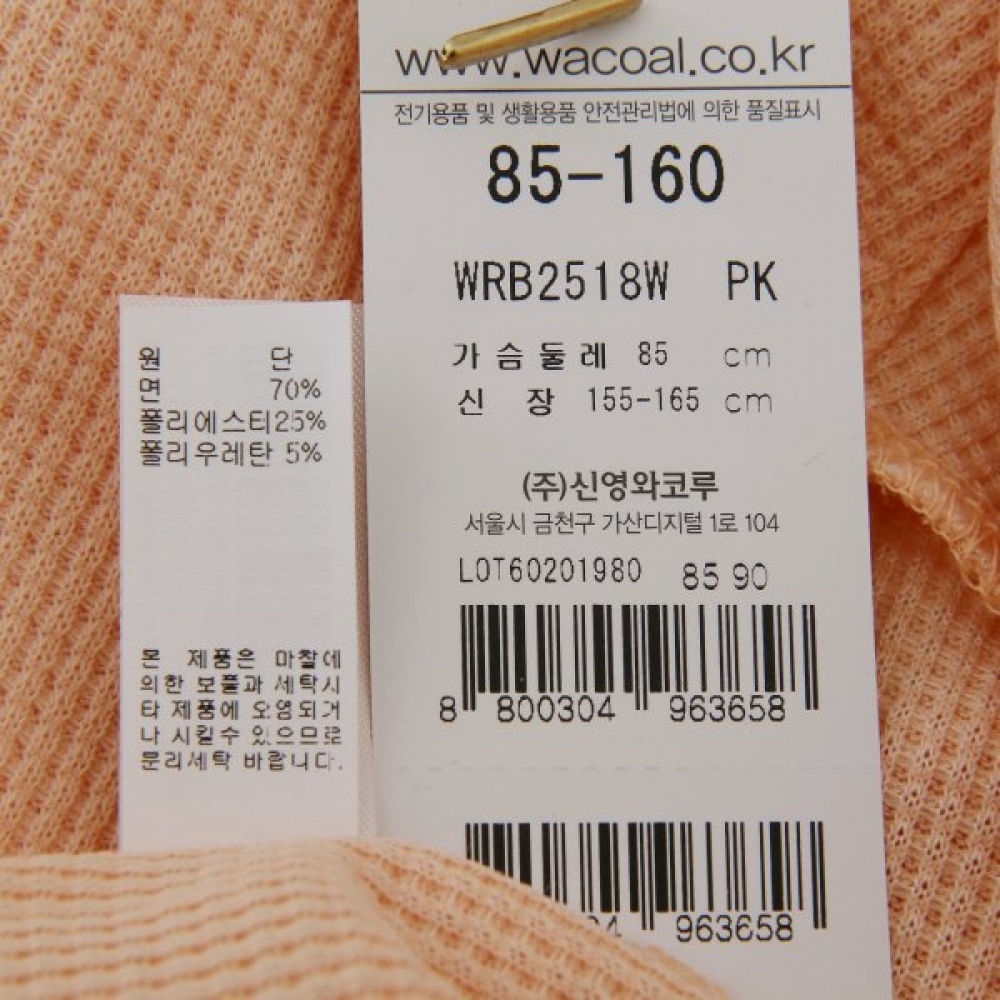 www.wacoal.co.kr
전기용품 및 생활용품 안전관리법에 의한 품질표시
85-160
WRB2518W PK
가슴둘레 85 cm
신 장 155-165 cm
(주)신영와코루
서울시 금천구 가산디지털 1로 104
LOT60201980 85 90
8 800304 963658
4 963658
원 단
면 70%
폴리에스터25%
폴리우레탄 5%
본 제품은 마찰에
의한 보풀과 세탁시
타 제품에 오염되거
나 시킬수 있으므로
분리세탁 바랍니다.